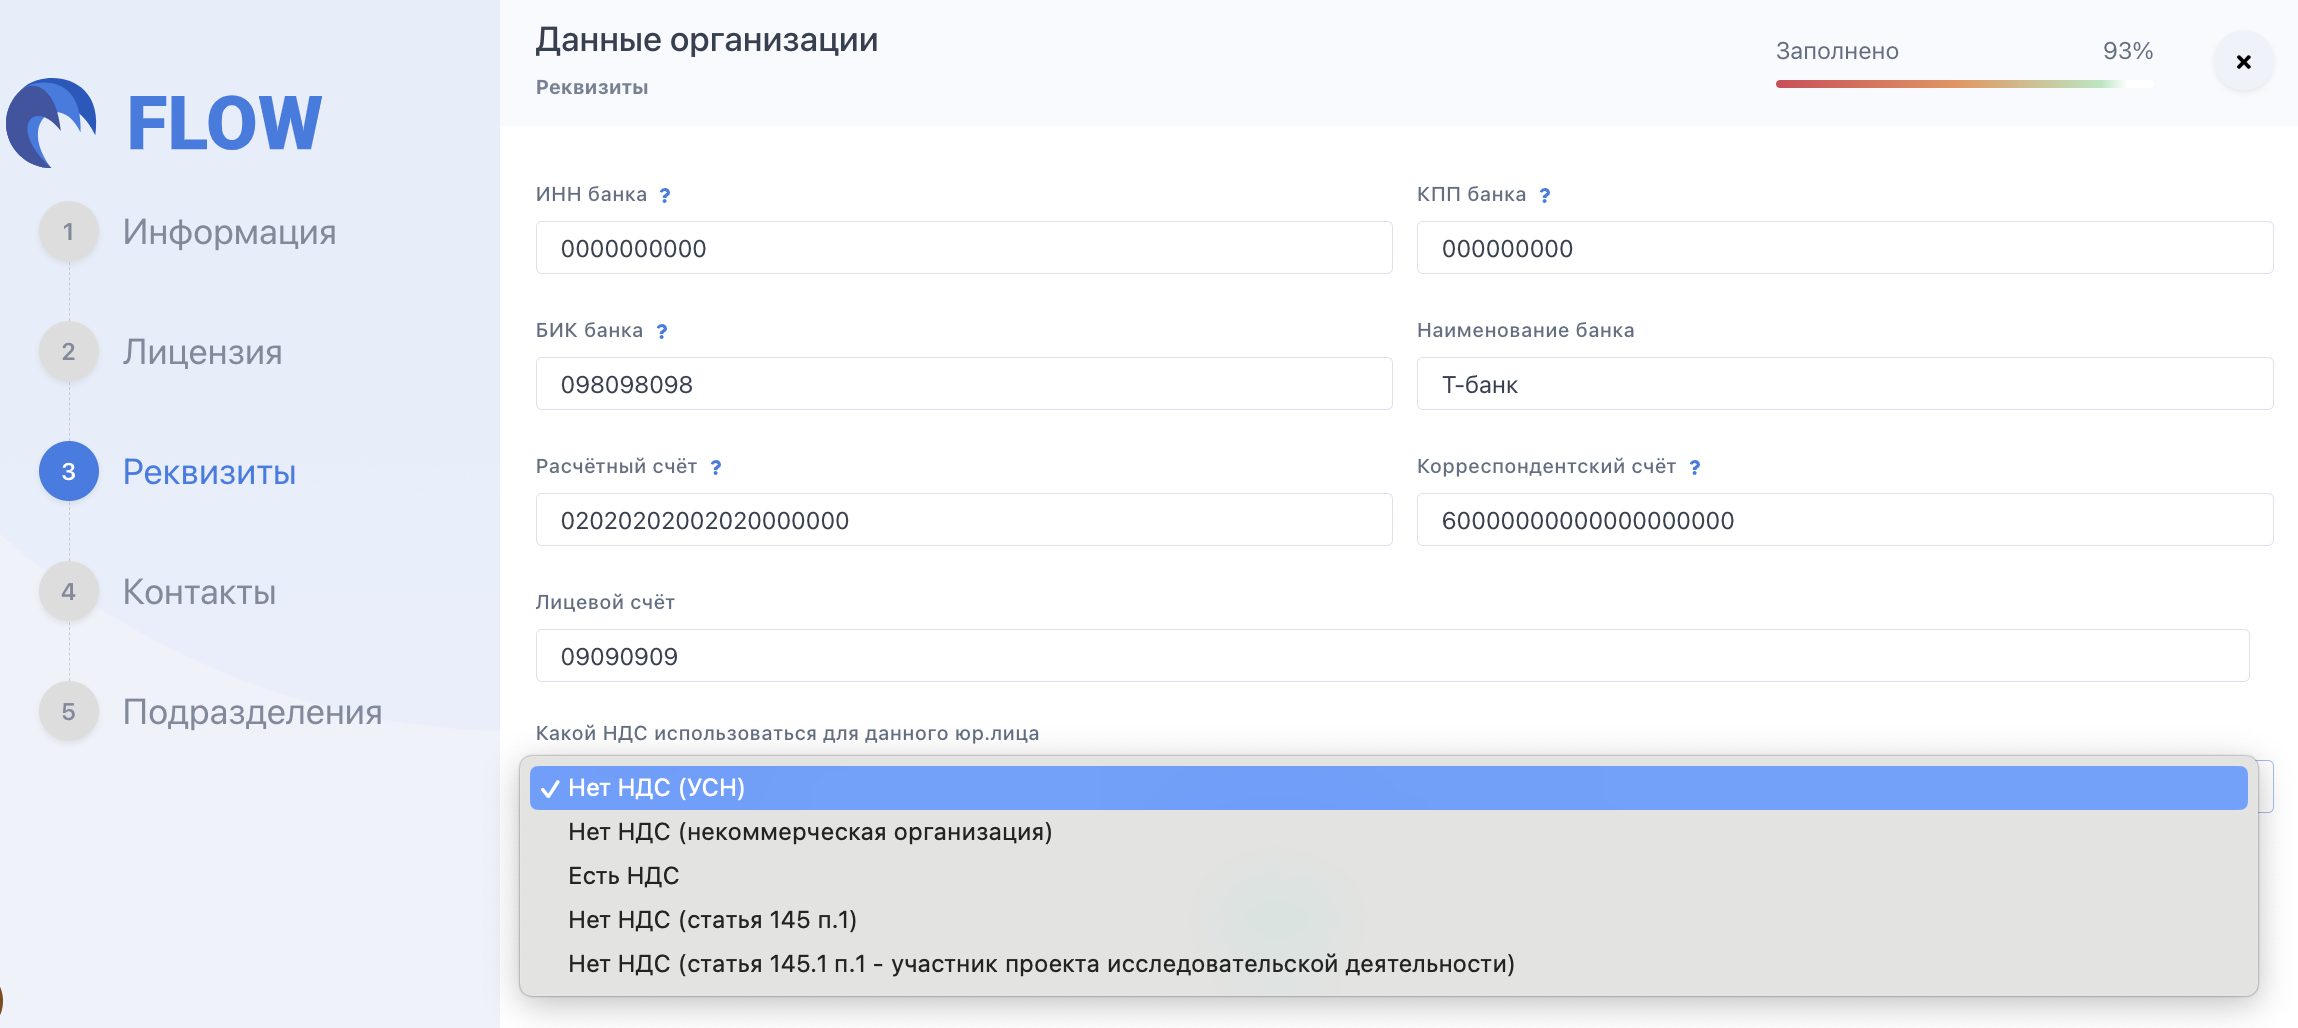 FLOW
1 Информация
2 Лицензия
3 Реквизиты
4 Контакты
5 Подразделения
Данные организации
Реквизиты
Заполнено 93%
ИНН банка ? КПП банка ?
0000000000 000000000
БИК банка ? Наименование банка
098098098 Т-банк
Расчётный счёт ? Корреспондентский счёт ?
02020202002020000000 60000000000000000000
Лицевой счёт
09090909
Какой НДС использоваться для данного юр.лица
Нет НДС (УСН)
Нет НДС (некоммерческая организация)
Есть НДС
Нет НДС (статья 145 п.1)
Нет НДС (статья 145.1 п.1 - участник проекта исследовательской деятельности)